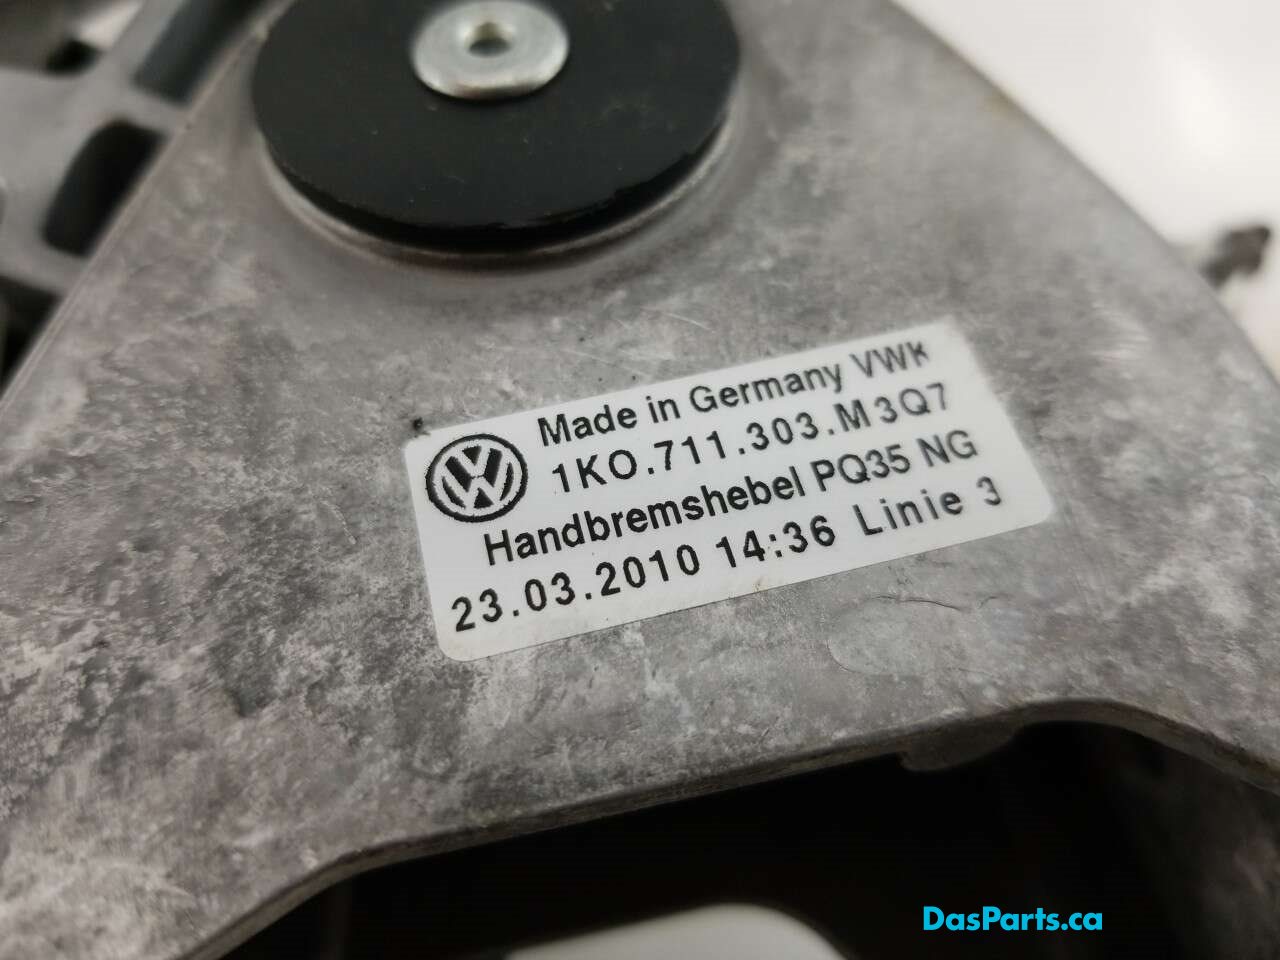 Made in Germany VWK
1KO.711.303.M 3Q7
Handbremshebel PQ35 NG
23.03.2010 14:36 Linie 3
DasParts.ca